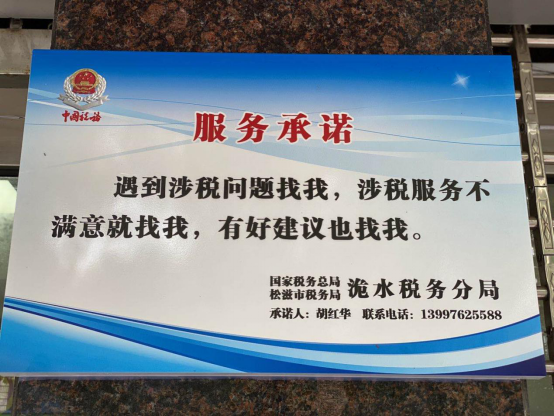 中国税务
服务承诺
遇到涉税问题找我，涉税服务不
满意就找我，有好建议也找我。
国家税务总局
松滋市税务局 洈水税务分局
承诺人：胡红华 联系电话：13997625588